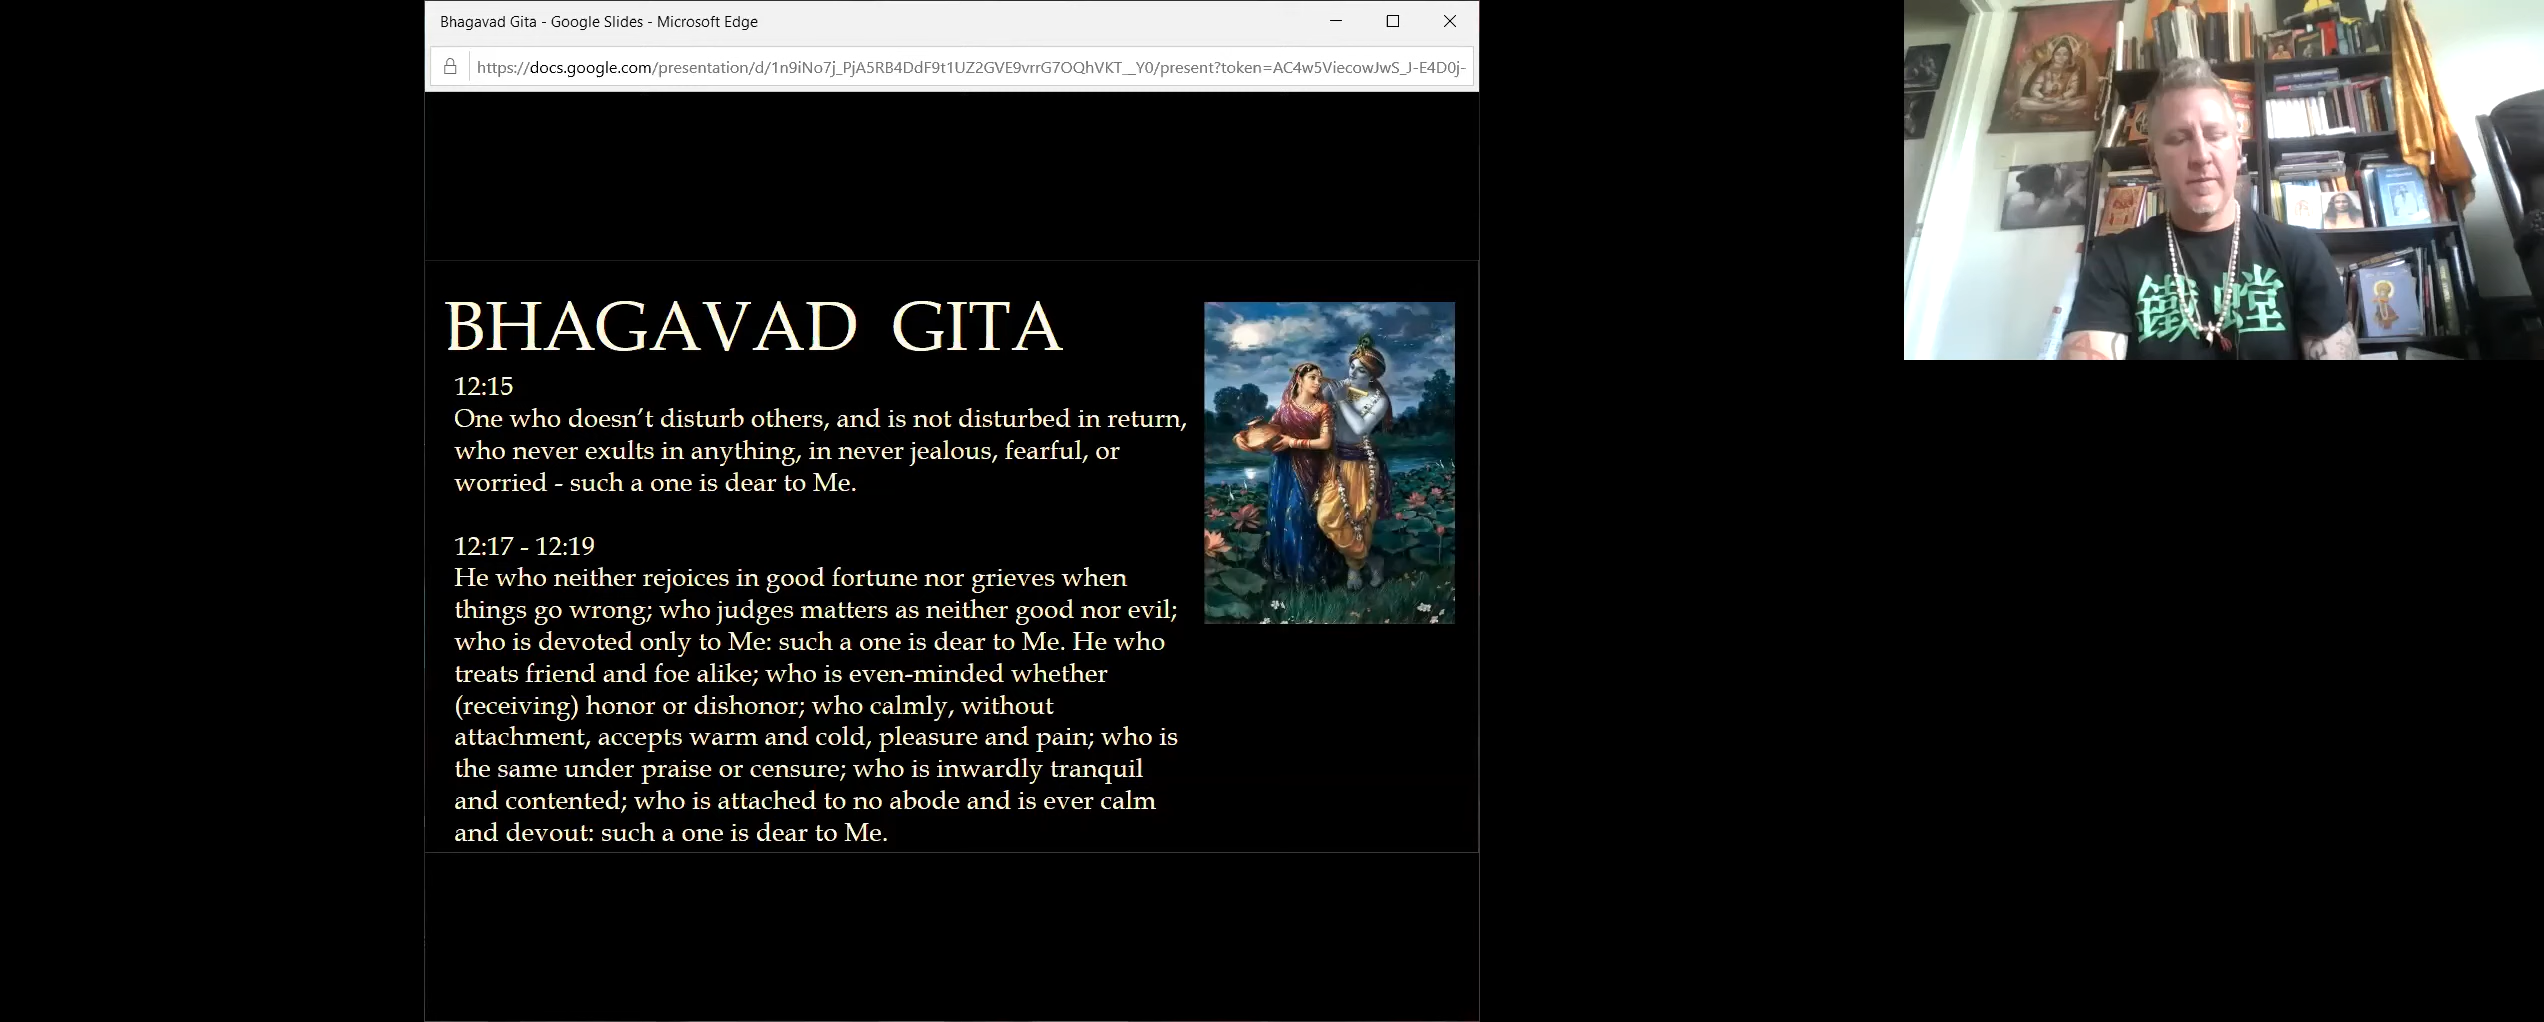 Bhagavad Gita - Google Slides - Microsoft Edge
https://docs.google.com/presentation/d/1n9iNo7j_PjA5RB4DdF9t1UZ2GVE9vrrG7OQhVKT__Y0/present?token=AC4w5ViecowJwS_J-E4D0j-
BHAGAVAD GITA
12:15
One who doesn’t disturb others, and is not disturbed in return,
who never exults in anything, in never jealous, fearful, or
worried - such a one is dear to Me.
12:17 - 12:19
He who neither rejoices in good fortune nor grieves when
things go wrong; who judges matters as neither good nor evil;
who is devoted only to Me: such a one is dear to Me. He who
treats friend and foe alike; who is even-minded whether
(receiving) honor or dishonor; who calmly, without
attachment, accepts warm and cold, pleasure and pain; who is
the same under praise or censure; who is inwardly tranquil
and contented; who is attached to no abode and is ever calm
and devout: such a one is dear to Me.
鐵螳